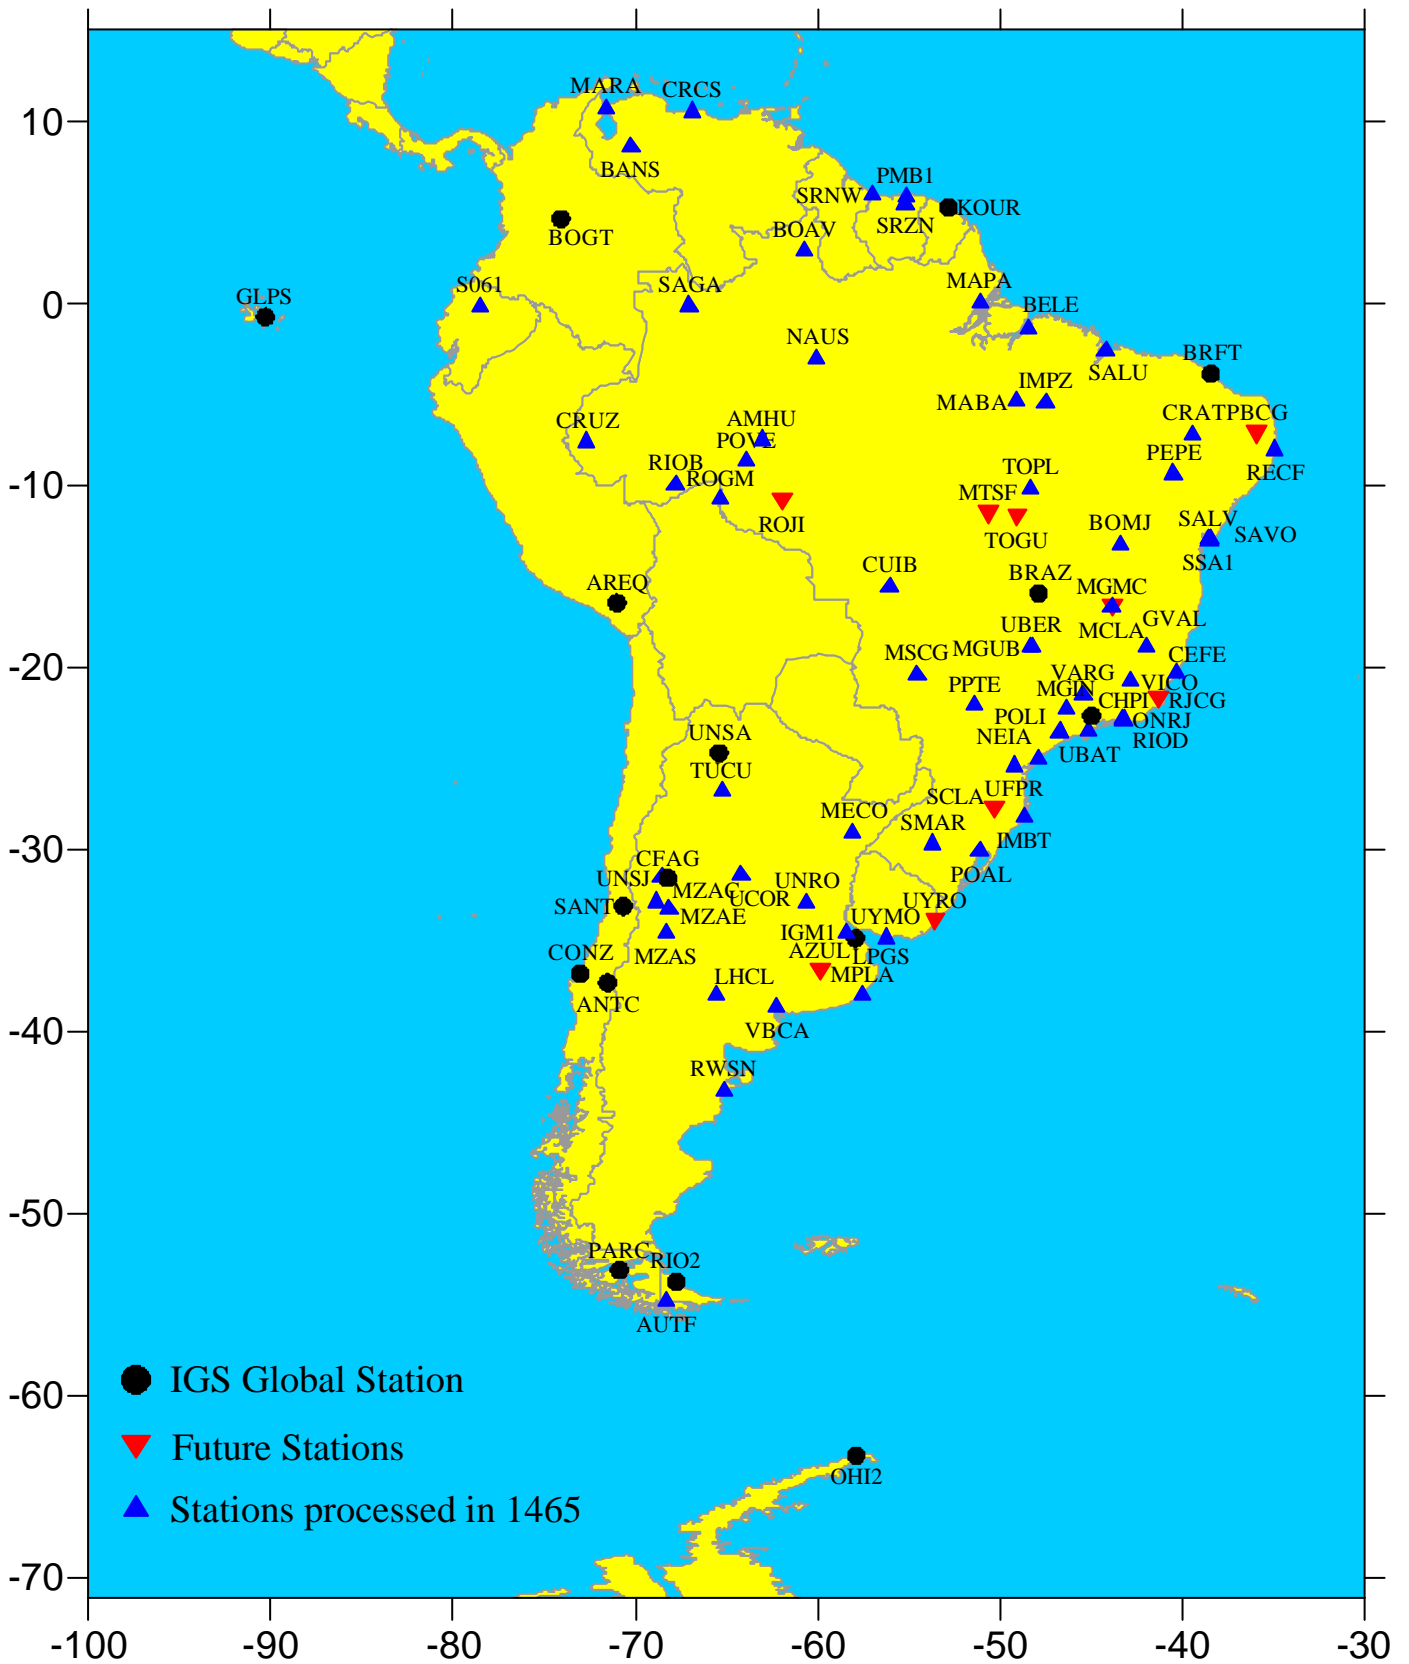 MARA
CRCS
10
BANS
PMB1
SRNW
KOUR
SRZN
BOAV
BOGT
MAPA
S061
SAGA
GLPS
BELE
0
NAUS
BRFT
SALU
IMPZ
MABA
CRATPBCG
CRUZ
AMHU
POVE
PEPE
RIOB
TOPL
RECF
ROGM
-10
MTSF
ROJI
BOMJ
SALV
SAVO
TOGU
SSA1
CUIB
BRAZ
AREQ
MGMC
GVAL
UBER
MCLA
MGUB
MSCG
CEFE
-20
VARG
VICO
PPTE
MGIN
CHPI
RJCG
POLI
ONRJ
UNSA
NEIA
RIOD
UBAT
TUCU
UFPR
SCLA
MECO
SMAR
IMBT
-30
CFAG
UNSJ
POAL
UNRO
MZAC
UCOR
UYRO
SANT
MZAE
UYMO
IGM1
AZUL
LPGS
CONZ
MZAS
LHCL
MPLA
ANTC
VBCA
-40
RWSN
-50
PARC
RIO2
AUTF
IGS Global Station
-60
Future Stations
OHI2
Stations processed in 1465
-70
-100 -90 -80 -70 -60 -50 -40 -30